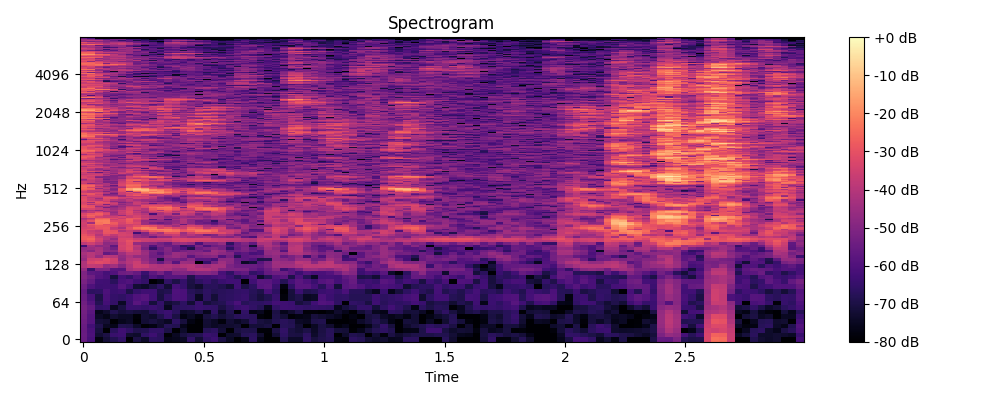 Spectrogram
Hz
4096
2048
1024
512
256
128
64
0
0
0.5
1
1.5
2
2.5
Time
+0 dB
-10 dB
-20 dB
-30 dB
-40 dB
-50 dB
-60 dB
-70 dB
-80 dB